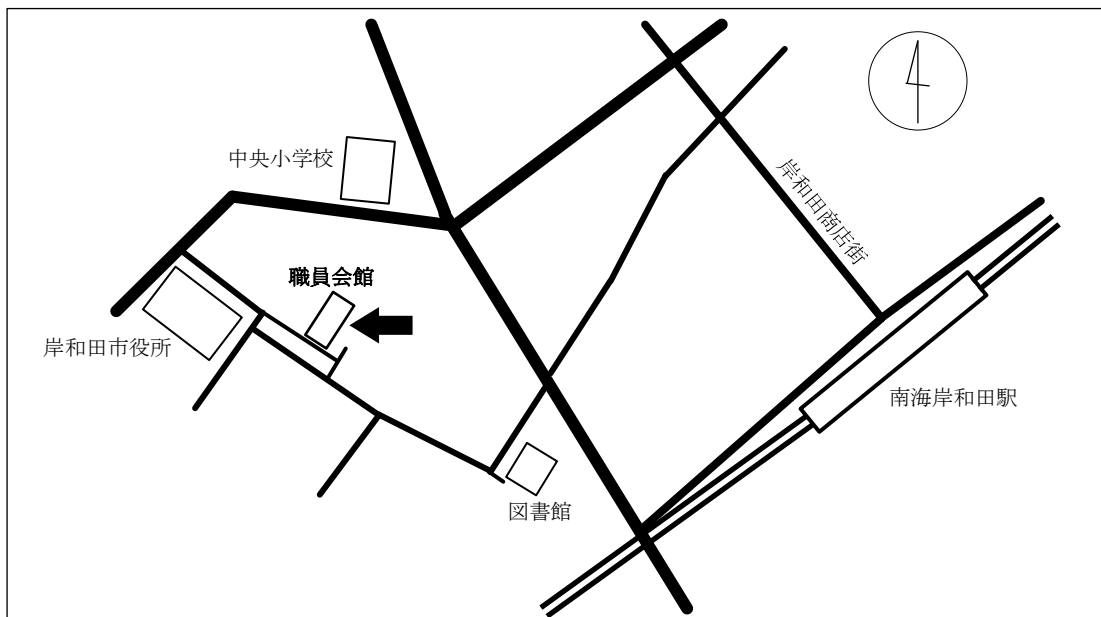 中央小学校
岸和田商店街
職員会館
岸和田市役所
南海岸和田駅
図書館